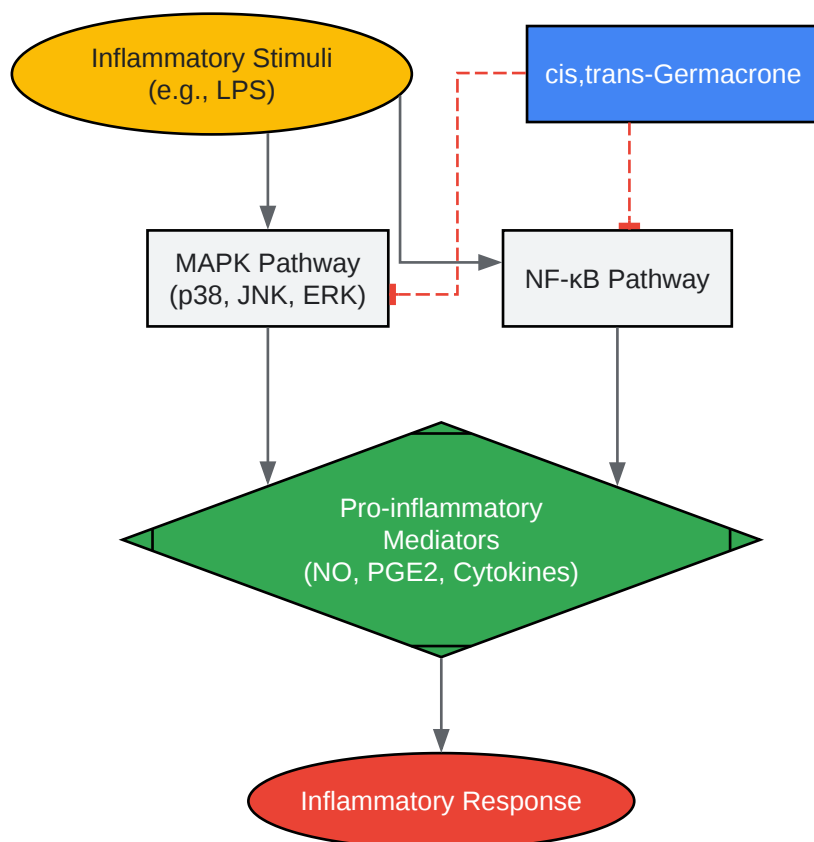 Inflammatory Stimuli
(e.g., LPS)
cis,trans-Germacrone
MAPK Pathway
(p38, JNK, ERK)
NF-κB Pathway
Pro-inflammatory
Mediators
(NO, PGE2, Cytokines)
Inflammatory Response